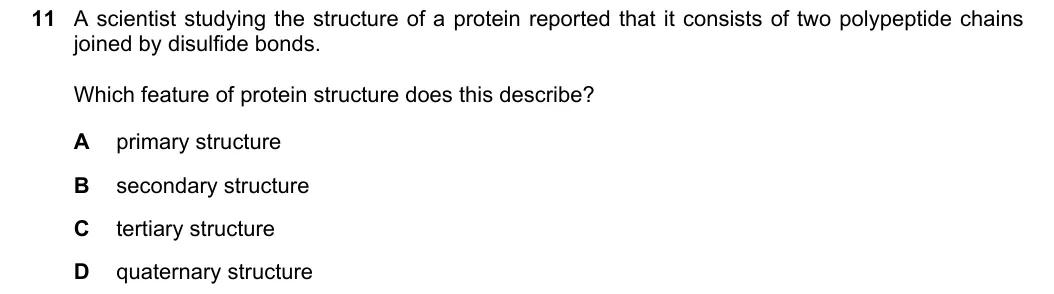 11 A scientist studying the structure of a protein reported that it consists of two polypeptide chains
joined by disulfide bonds.
Which feature of protein structure does this describe?
A primary structure
B secondary structure
C tertiary structure
D quaternary structure